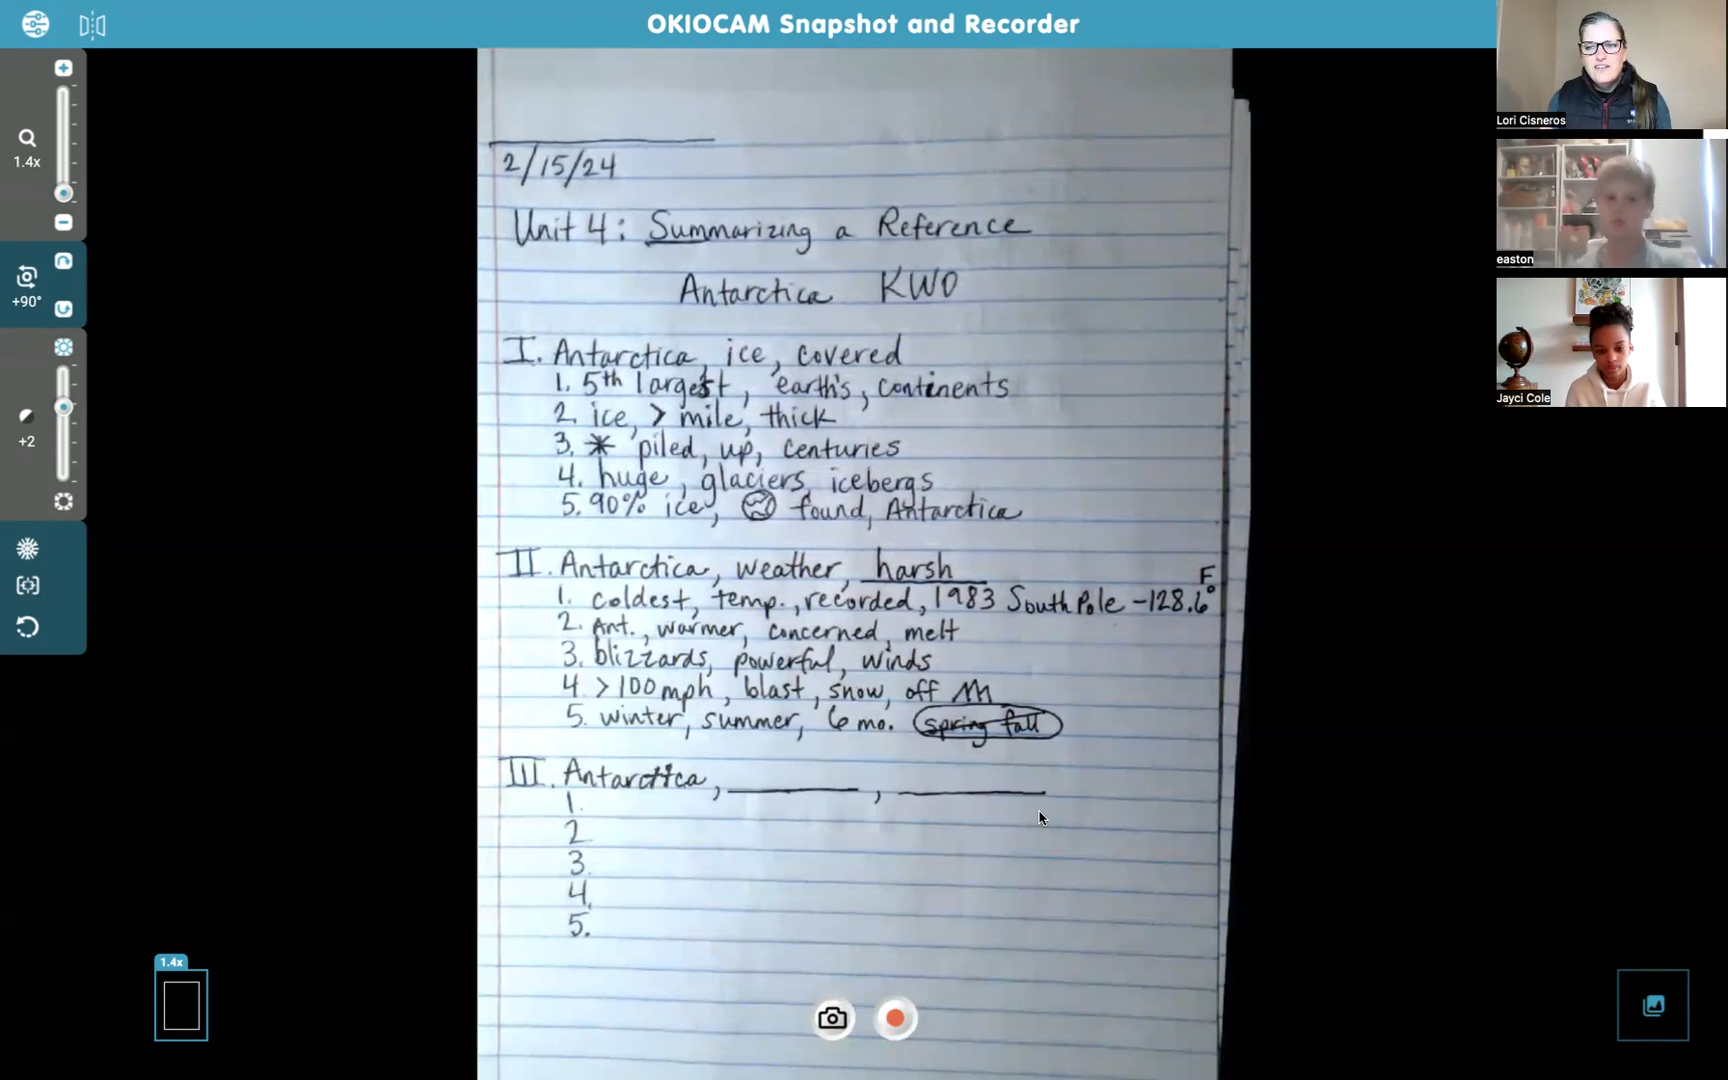 OKIOCAM Snapshot and Recorder
1.4x
+90°
+2
1.4x
Lori Cisneros
easton
Jayci Cole
2/15/24
Unit 4: Summarizing a Reference
Antarctica KWO
I. Antarctica, ice, covered
1. 5th largest, earth's, continents
2. ice, > mile, thick
3. * piled, up, centuries
4. huge, glaciers, icebergs
5. 90% ice, found, Antarctica
II. Antarctica, weather, harsh
1. coldest, temp., recorded, 1983 South Pole -128.6° F
2. Ant., warmer, concerned, melt
3. blizzards, powerful, winds
4. >100 mph, blast, snow, off
5. winter, summer, 6 mo. spring fall
III. Antarctica, ,
1.
2
3.
4.
5.